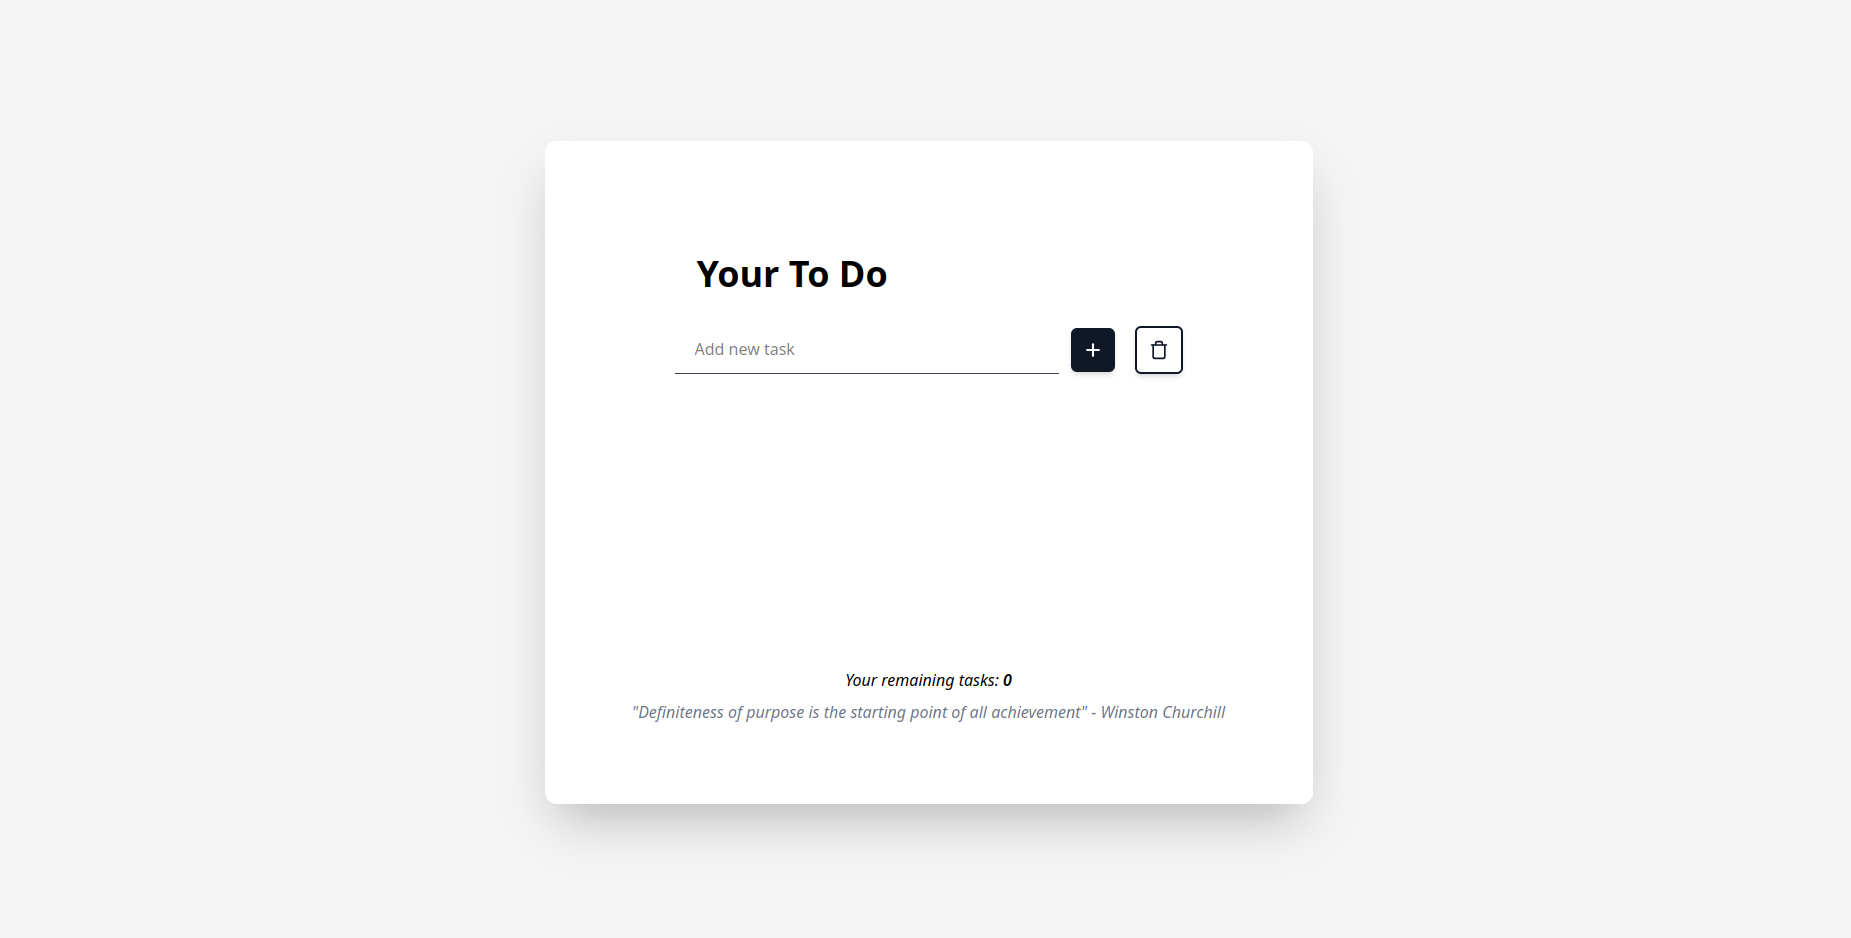 Your To Do
Add new task
Your remaining tasks: 0
"Definiteness of purpose is the starting point of all achievement" - Winston Churchill